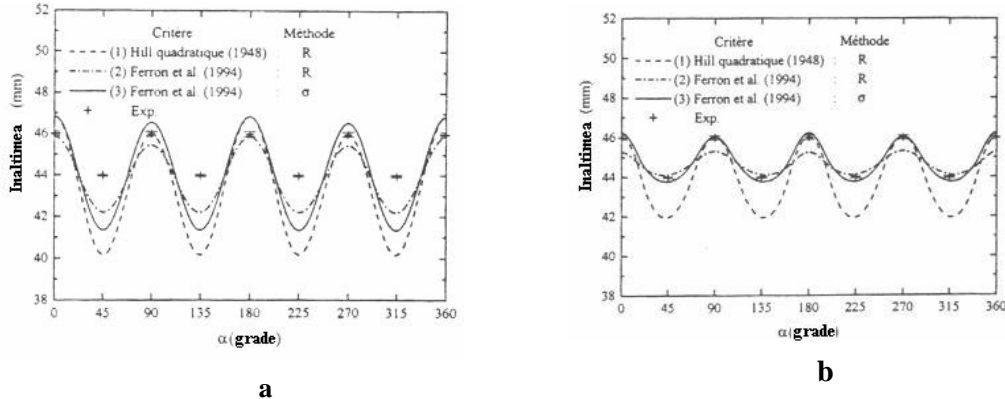 52
50
48
46
44
42
40
38
Inaltimea (mm)
Critère Méthode
(1) Hill quadratique (1948) : R
(2) Ferron et al. (1994) : R
(3) Ferron et al. (1994) : σ
+ Exp.
0 45 90 135 180 225 270 315 360
α(grade)
a
52
50
48
46
44
42
40
38
Inaltimea (mm)
Critère Méthode
(1) Hill quadratique (1948) : R
(2) Ferron et al. (1994) : R
(3) Ferron et al. (1994) : σ
+ Exp.
0 45 90 135 180 225 270 315 360
α(grade)
b